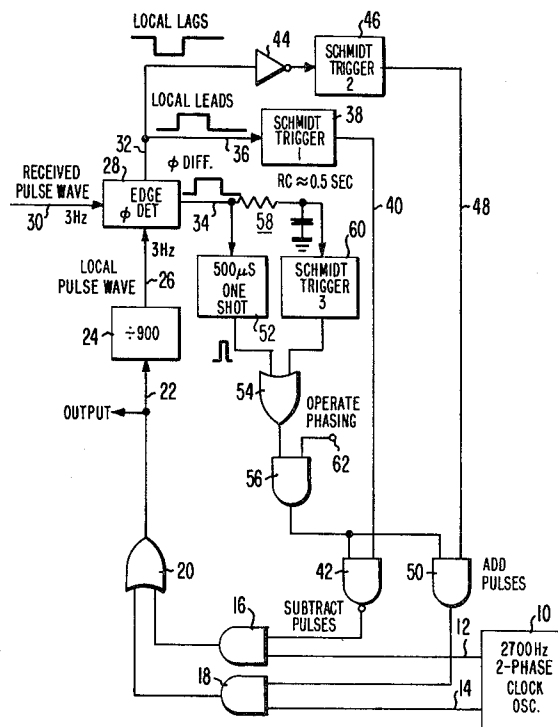 LOCAL LAGS
44
46
SCHMIDT
TRIGGER
2
LOCAL LEADS
38
32
36
SCHMIDT
TRIGGER
1
RECEIVED
PULSE WAVE
28
φ DIFF.
RC ≈ 0.5 SEC
40
48
30
3Hz
EDGE
φ DET
34
58
60
3Hz
LOCAL
PULSE WAVE
26
500μS
ONE
SHOT
52
SCHMIDT
TRIGGER
3
24
÷900
22
54
OUTPUT
OPERATE
PHASING
56
62
20
42
50
ADD
PULSES
16
SUBTRACT
PULSES
10
12
18
14
2700Hz
2-PHASE
CLOCK
OSC.